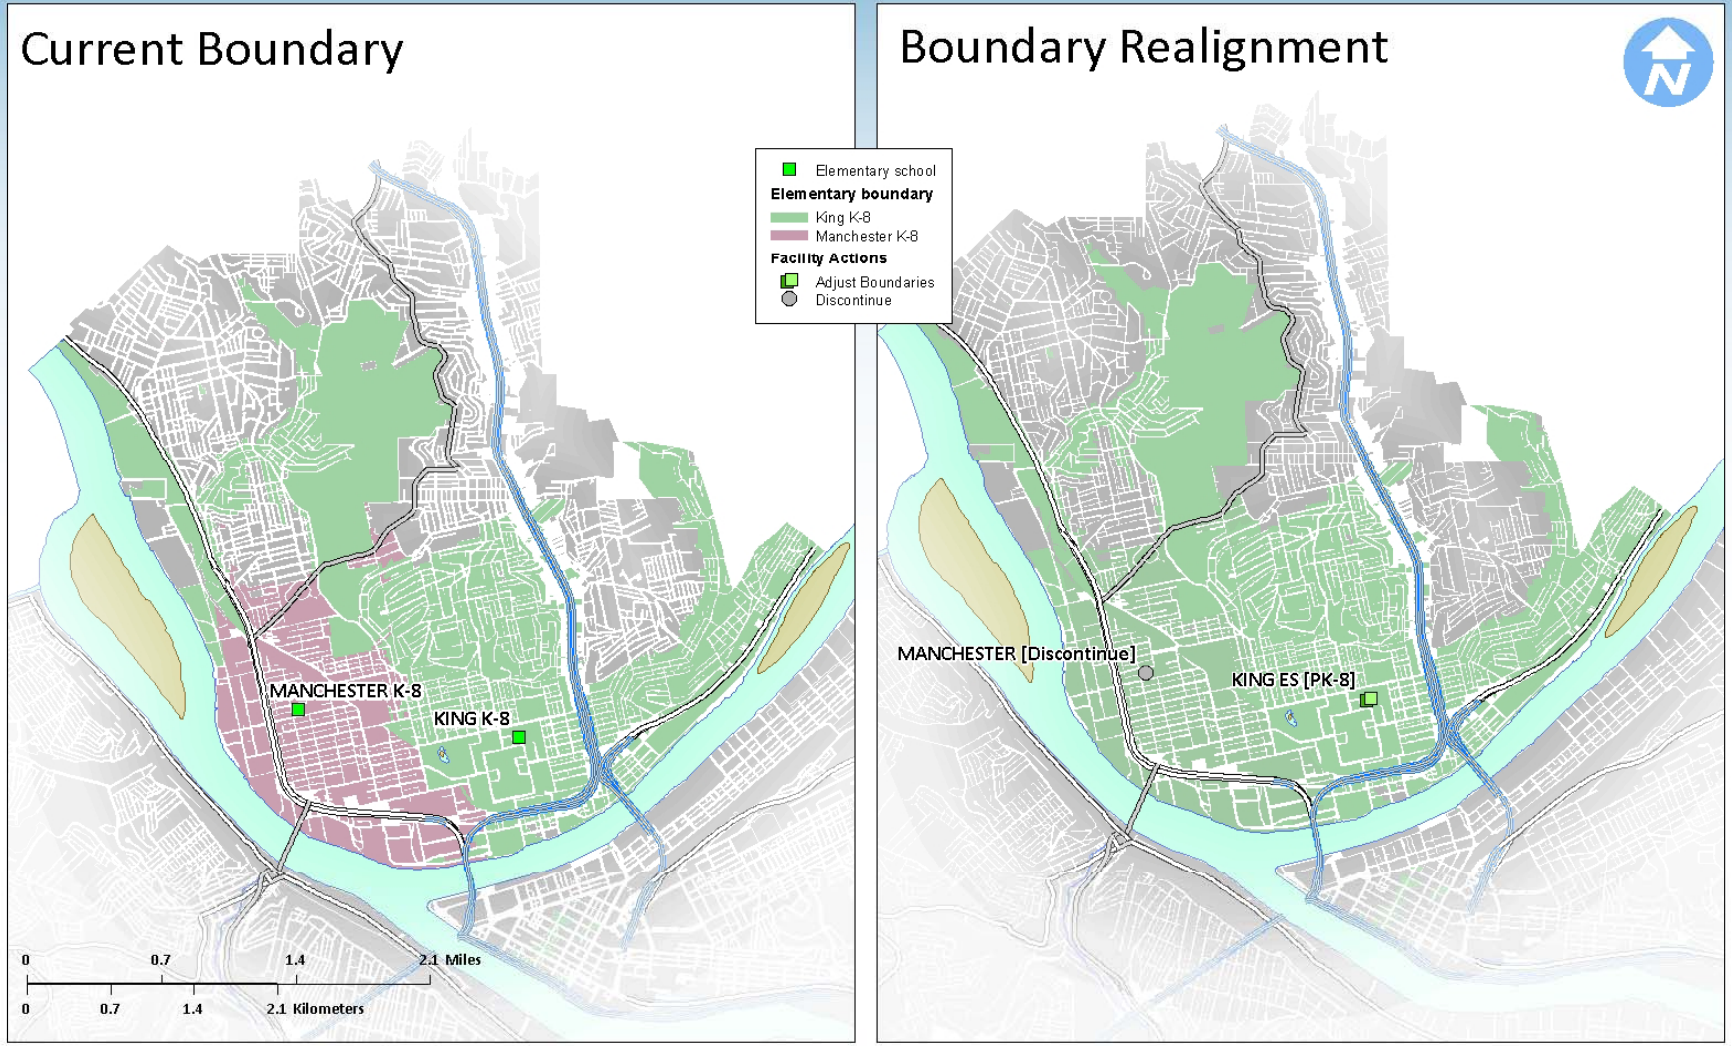 Current Boundary
Boundary Realignment
N
Elementary school
Elementary boundary
King K-8
Manchester K-8
Facility Actions
Adjust Boundaries
Discontinue
MANCHESTER K-8
KING K-8
MANCHESTER [Discontinue]
KING ES [PK-8]
0 0.7 1.4 2.1 Miles
0 0.7 1.4 2.1 Kilometers